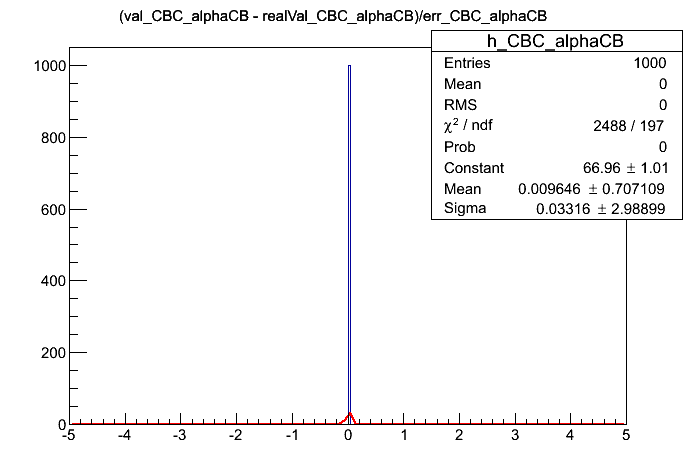 (val_CBC_alphaCB - realVal_CBC_alphaCB)/err_CBC_alphaCB
h_CBC_alphaCB
Entries 1000
Mean 0
RMS 0
χ² / ndf 2488 / 197
Prob 0
Constant 66.96 ± 1.01
Mean 0.009646 ± 0.707109
Sigma 0.03316 ± 2.98899
1000
800
600
400
200
0
-5 -4 -3 -2 -1 0 1 2 3 4 5